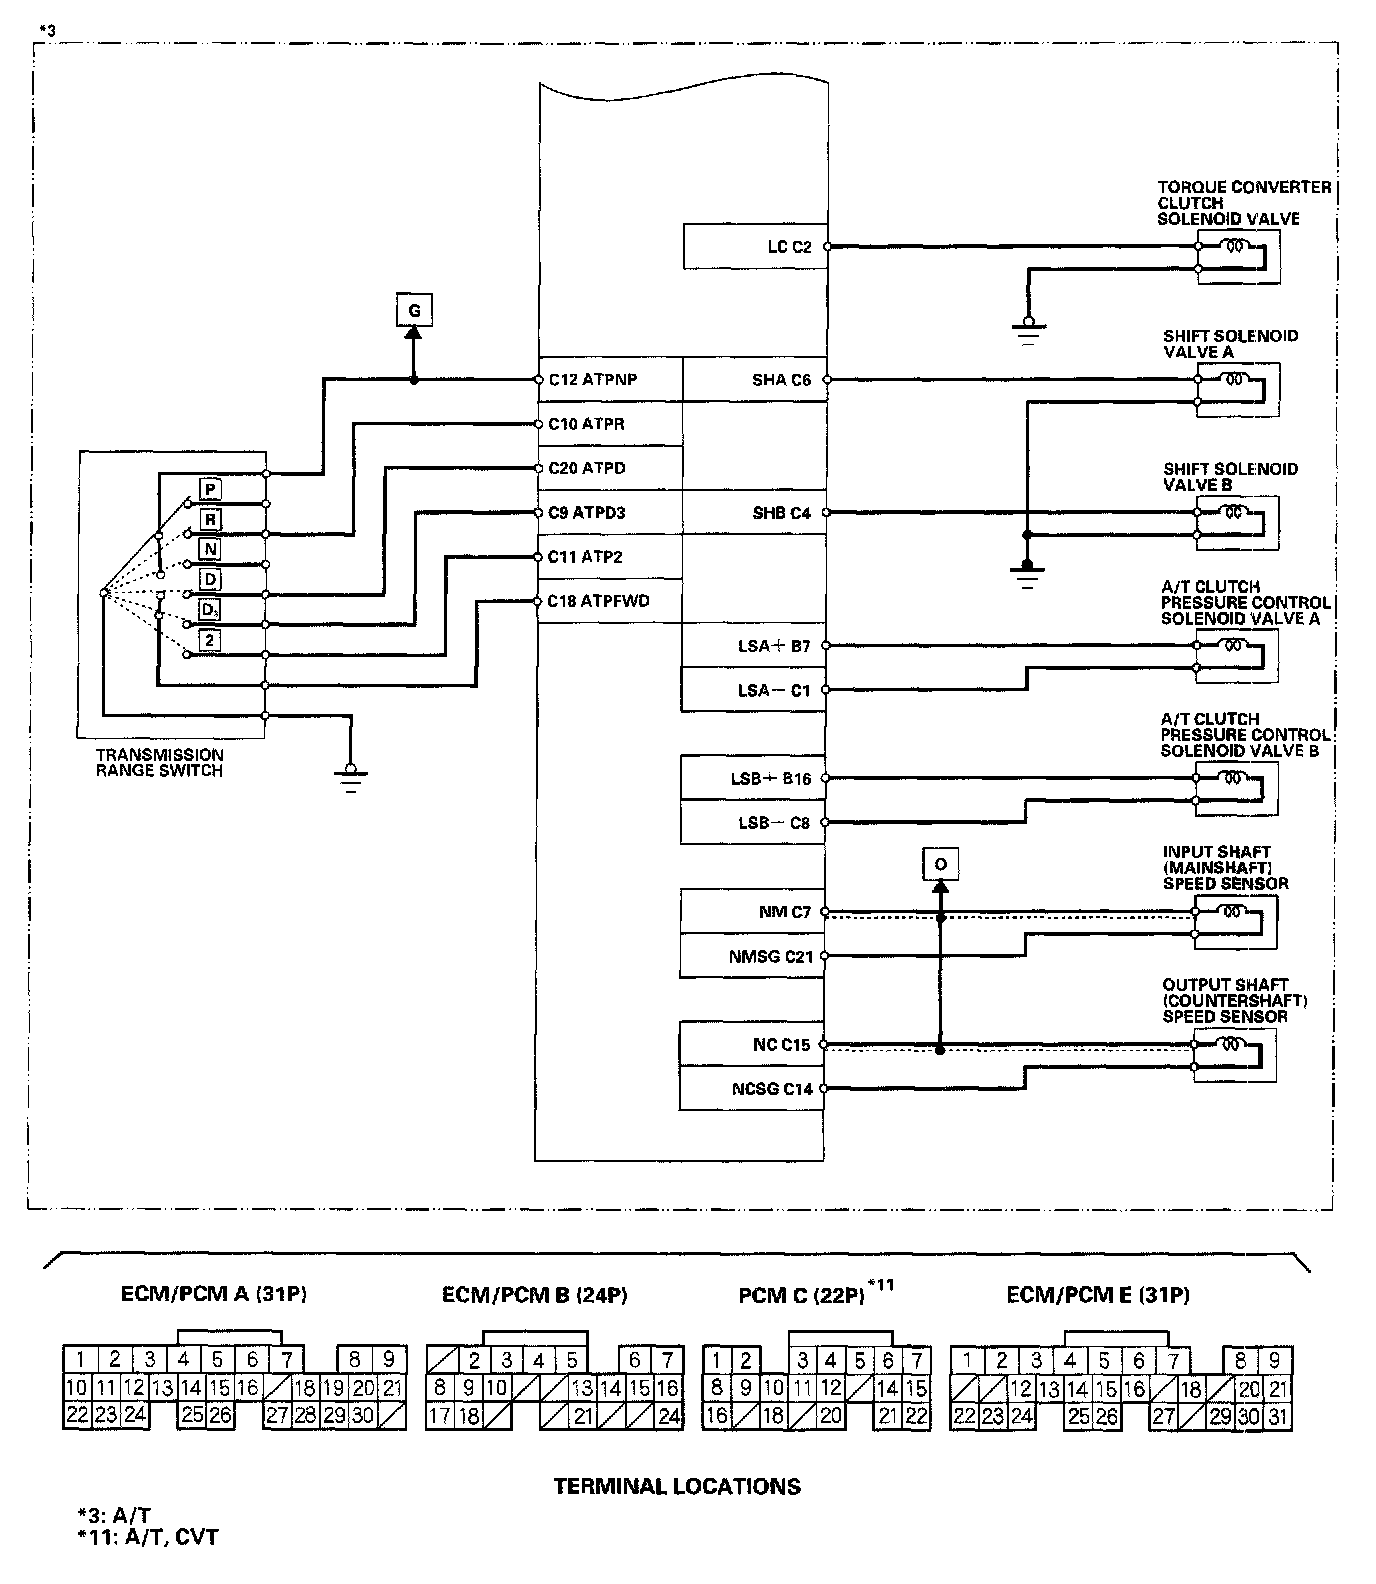 *3
TORQUE CONVERTER
CLUTCH
SOLENOID VALVE
LC C2
G
SHIFT SOLENOID
VALVE A
C12 ATPNP
SHA C6
C10 ATPR
C20 ATPD
SHIFT SOLENOID
VALVE B
C9 ATPD3
SHB C4
C11 ATP2
C18 ATPFWD
P
R
N
D
D3
2
TRANSMISSION
RANGE SWITCH
A/T CLUTCH
PRESSURE CONTROL
SOLENOID VALVE A
LSA+ B7
LSA- C1
A/T CLUTCH
PRESSURE CONTROL
SOLENOID VALVE B
LSB+ B16
LSB- C8
O
INPUT SHAFT
(MAINSHAFT)
SPEED SENSOR
NM C7
NMSG C21
OUTPUT SHAFT
(COUNTERSHAFT)
SPEED SENSOR
NC C15
NCSG C14
ECM/PCM A (31P)
1 2 3 4 5 6 7 8 9
10 11 12 13 14 15 16 18 19 20 21
22 23 24 25 26 27 28 29 30
ECM/PCM B (24P)
2 3 4 5 6 7
8 9 10 13 14 15 16
17 18 21 24
PCM C (22P) *11
1 2 3 4 5 6 7
8 9 10 11 12 14 15
16 18 20 21 22
ECM/PCM E (31P)
1 2 3 4 5 6 7 8 9
12 13 14 15 16 18 20 21
22 23 24 25 26 27 29 30 31
TERMINAL LOCATIONS
*3: A/T
*11: A/T, CVT